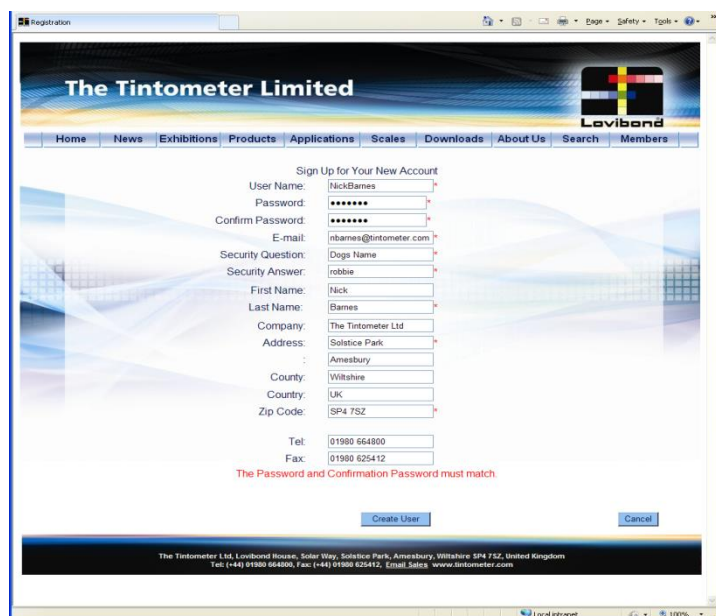 Registration
Page Safety Tools
The Tintometer Limited
Lovibond
Home News Exhibitions Products Applications Scales Downloads About Us Search Members
Sign Up for Your New Account
User Name: NickBarnes *
Password: ●●●●●●● *
Confirm Password: ●●●●●●● *
E-mail: nbarnes@tintometer.com *
Security Question: Dogs Name *
Security Answer: robbie *
First Name: Nick
Last Name: Barnes *
Company: The Tintometer Ltd
Address: Solstice Park *
: Amesbury
County: Wiltshire
Country: UK
Zip Code: SP4 7SZ *
Tel: 01980 664800
Fax: 01980 625412
The Password and Confirmation Password must match.
Create User Cancel
The Tintometer Ltd, Lovibond House, Solar Way, Solstice Park, Amesbury, Wiltshire SP4 7SZ, United Kingdom
Tel: (+44) 01980 664800, Fax: (+44) 01980 625412, Email Sales www.tintometer.com
Local intranet 100%